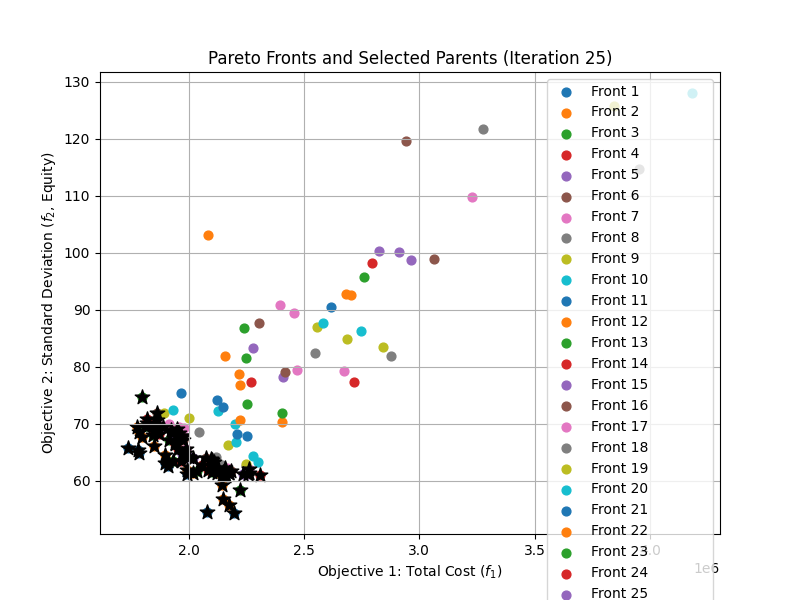 Pareto Fronts and Selected Parents (Iteration 25)
Objective 2: Standard Deviation (f₂, Equity)
130
120
110
100
90
80
70
60
2.0
2.5
3.0
3.5
4.0
1e6
Objective 1: Total Cost (f₁)
Front 1
Front 2
Front 3
Front 4
Front 5
Front 6
Front 7
Front 8
Front 9
Front 10
Front 11
Front 12
Front 13
Front 14
Front 15
Front 16
Front 17
Front 18
Front 19
Front 20
Front 21
Front 22
Front 23
Front 24
Front 25